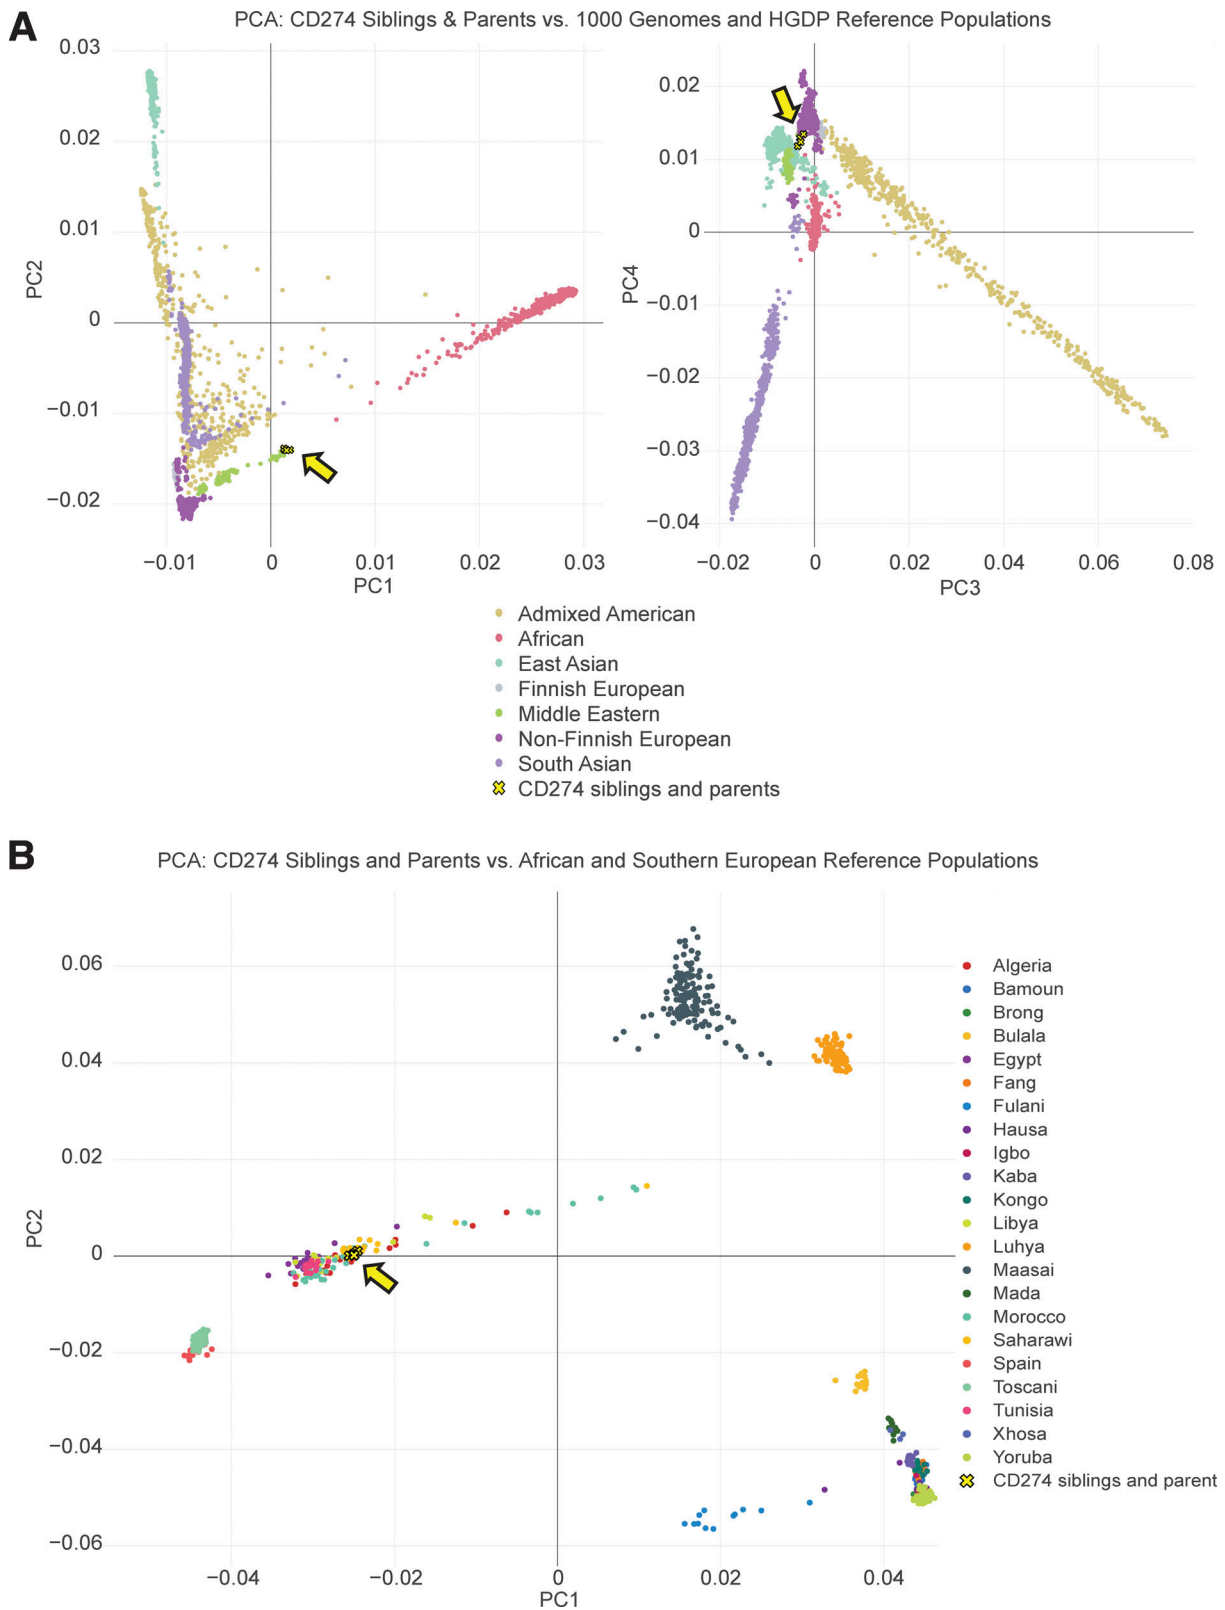 A
PCA: CD274 Siblings & Parents vs. 1000 Genomes and HGDP Reference Populations
0.03
0.02
0.01
0
−0.01
−0.02
PC2
−0.01
0
0.01
0.02
0.03
PC1
0.02
0.01
0
−0.01
−0.02
−0.03
−0.04
PC4
−0.02
0
0.02
0.04
0.06
0.08
PC3
Admixed American
African
East Asian
Finnish European
Middle Eastern
Non-Finnish European
South Asian
CD274 siblings and parents
B
PCA: CD274 Siblings and Parents vs. African and Southern European Reference Populations
0.06
0.04
0.02
0
−0.02
−0.04
−0.06
PC2
−0.04
−0.02
0
0.02
0.04
PC1
Algeria
Bamoun
Brong
Bulala
Egypt
Fang
Fulani
Hausa
Igbo
Kaba
Kongo
Libya
Luhya
Maasai
Mada
Morocco
Saharawi
Spain
Toscani
Tunisia
Xhosa
Yoruba
CD274 siblings and parent